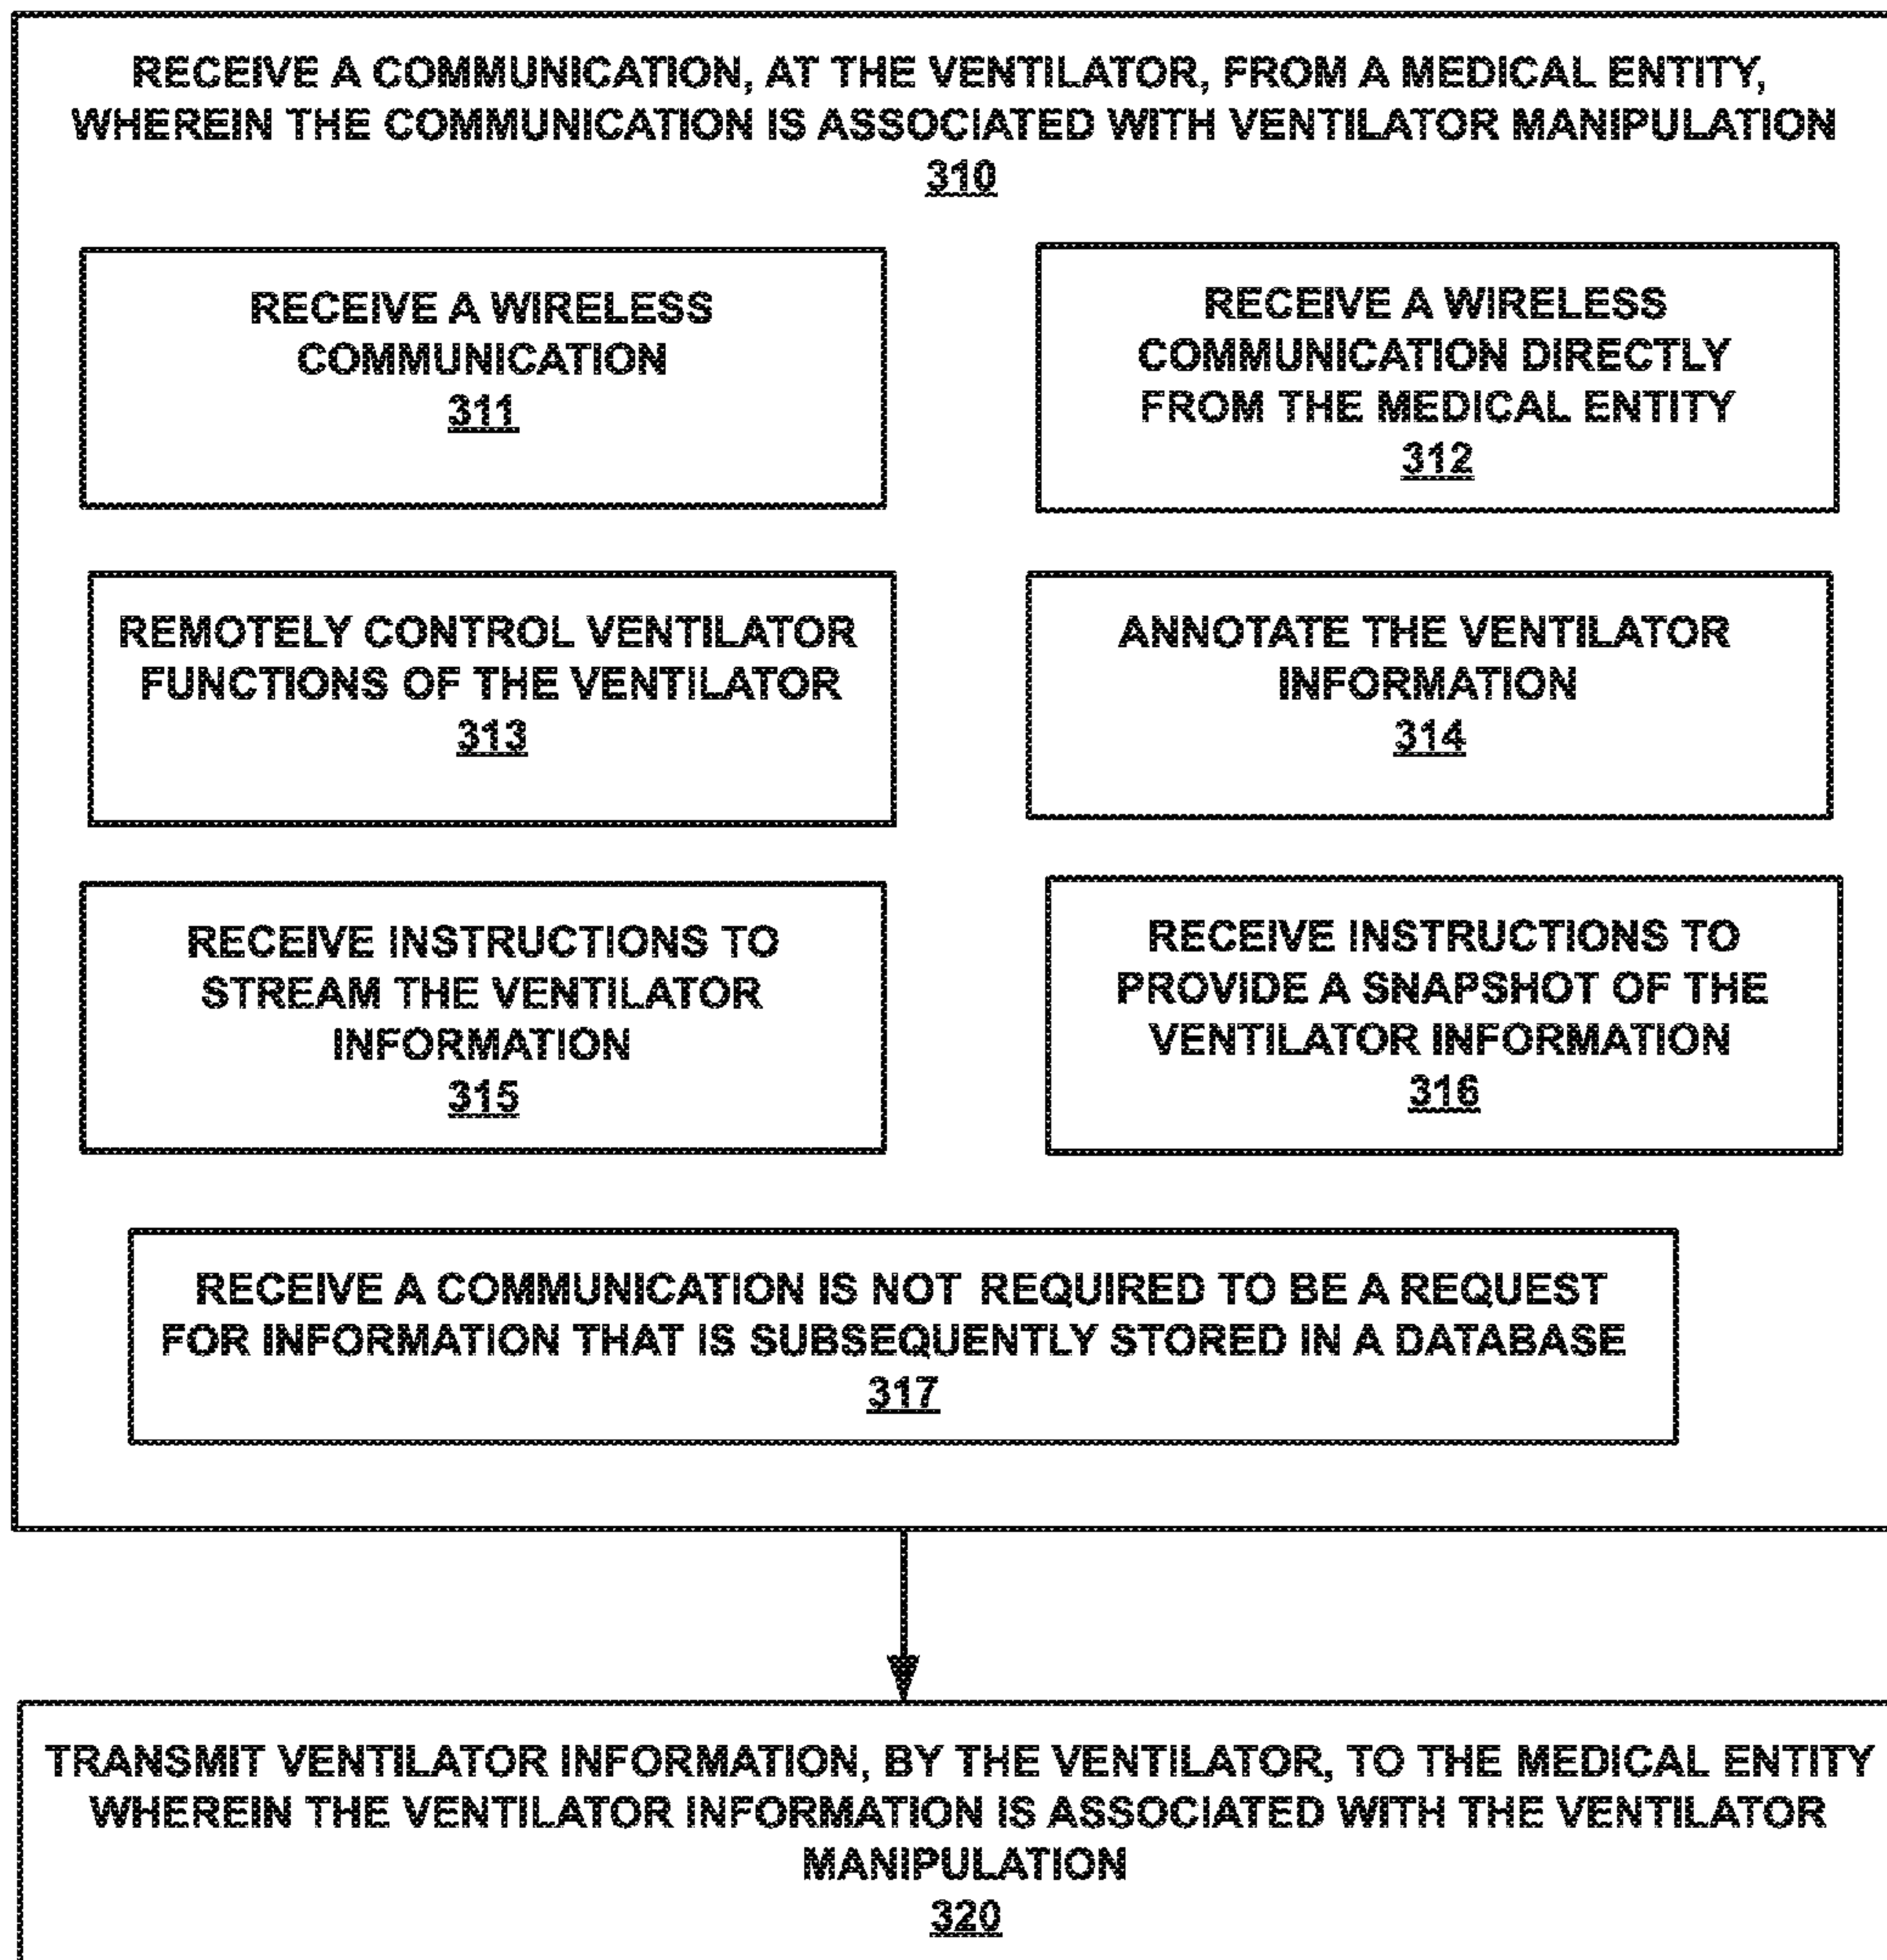 RECEIVE A COMMUNICATION, AT THE VENTILATOR, FROM A MEDICAL ENTITY,
WHEREIN THE COMMUNICATION IS ASSOCIATED WITH VENTILATOR MANIPULATION
310
RECEIVE A WIRELESS
COMMUNICATION
311
RECEIVE A WIRELESS
COMMUNICATION DIRECTLY
FROM THE MEDICAL ENTITY
312
REMOTELY CONTROL VENTILATOR
FUNCTIONS OF THE VENTILATOR
313
ANNOTATE THE VENTILATOR
INFORMATION
314
RECEIVE INSTRUCTIONS TO
STREAM THE VENTILATOR
INFORMATION
315
RECEIVE INSTRUCTIONS TO
PROVIDE A SNAPSHOT OF THE
VENTILATOR INFORMATION
316
RECEIVE A COMMUNICATION IS NOT REQUIRED TO BE A REQUEST
FOR INFORMATION THAT IS SUBSEQUENTLY STORED IN A DATABASE
317
TRANSMIT VENTILATOR INFORMATION, BY THE VENTILATOR, TO THE MEDICAL ENTITY
WHEREIN THE VENTILATOR INFORMATION IS ASSOCIATED WITH THE VENTILATOR
MANIPULATION
320